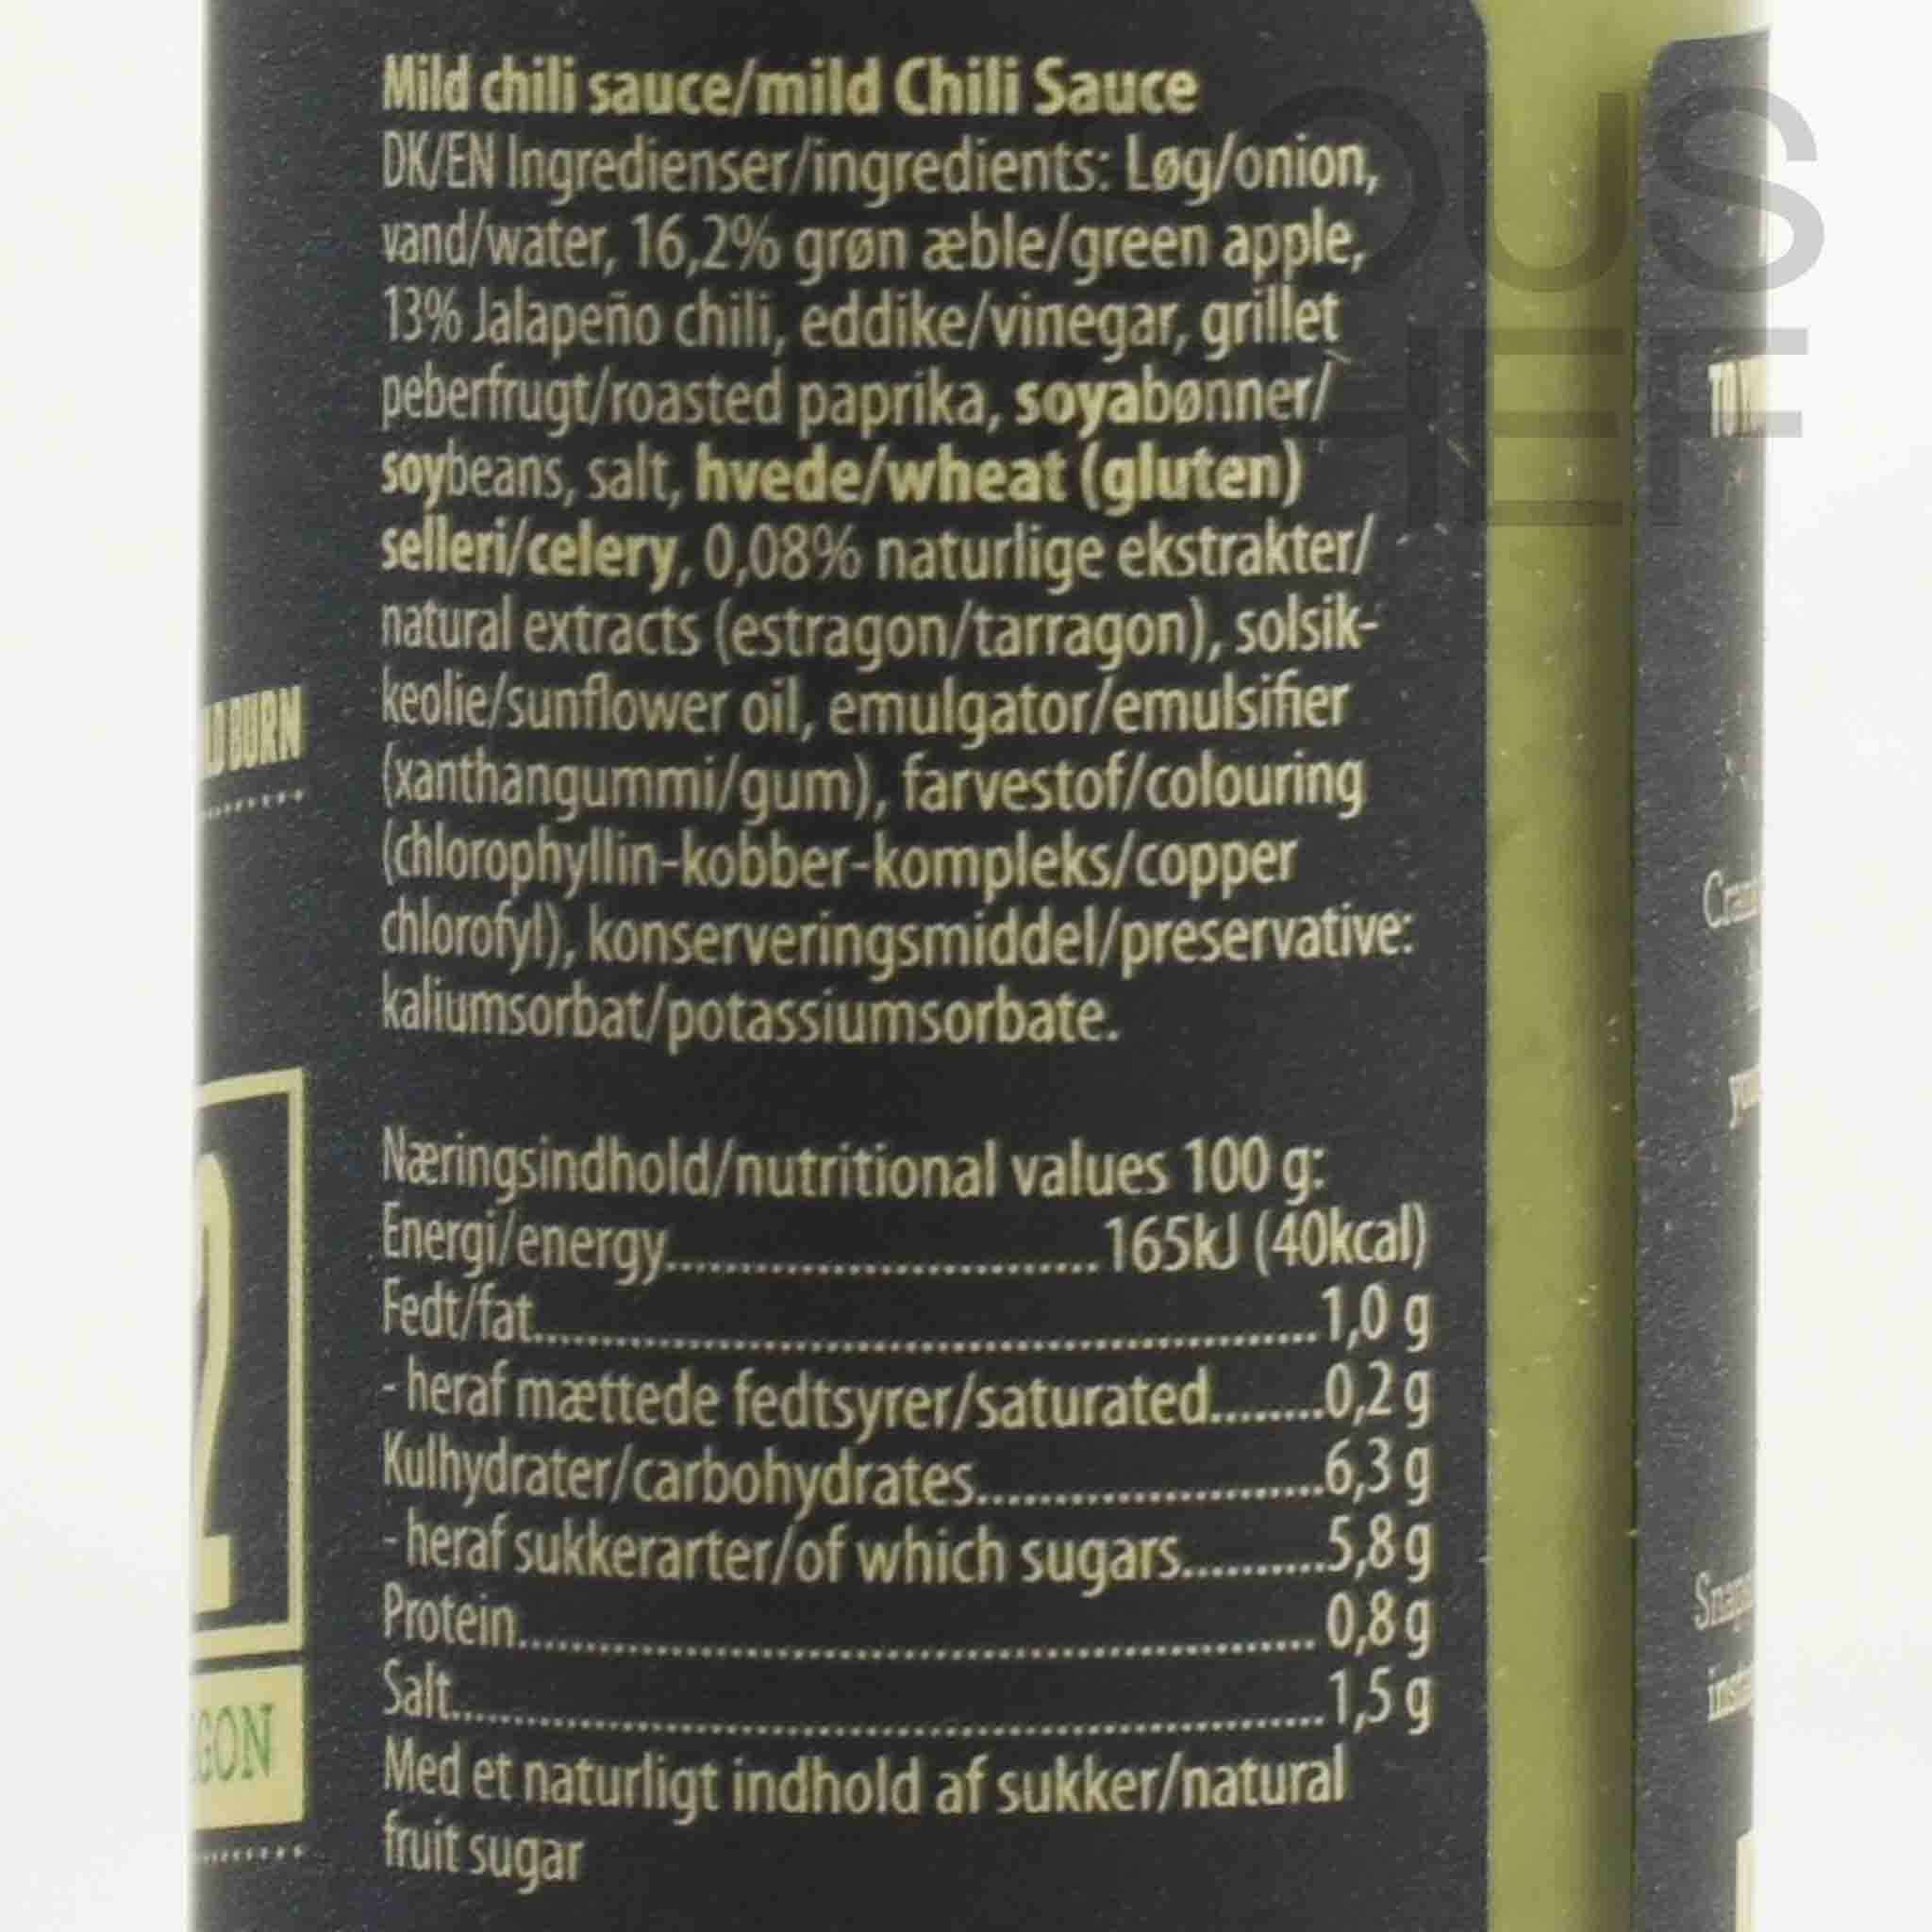 Mild chili sauce/mild Chili Sauce
DK/EN Ingredienser/ingredients: Løg/onion,
vand/water, 16,2% grøn æble/green apple,
13% Jalapeño chili, eddike/vinegar, grillet
peberfrugt/roasted paprika, soyabønner/
soybeans, salt, hvede/wheat (gluten)
selleri/celery, 0,08% naturlige ekstrakter/
natural extracts (estragon/tarragon), solsik-
keolie/sunflower oil, emulgator/emulsifier
(xanthangummi/gum), farvestof/colouring
(chlorophyllin-kobber-kompleks/copper
chlorofyl), konserveringsmiddel/preservative:
kaliumsorbat/potassiumsorbate.
Næringsindhold/nutritional values 100 g:
Energi/energy 165kJ (40kcal)
Fedt/fat 1,0 g
- heraf mættede fedtsyrer/saturated 0,2 g
Kulhydrater/carbohydrates 6,3 g
- heraf sukkerarter/of which sugars 5,8 g
Protein 0,8 g
Salt 1,5 g
Med et naturligt indhold af sukker/natural
fruit sugar
BURN
2
GON
SOUS
CHEF